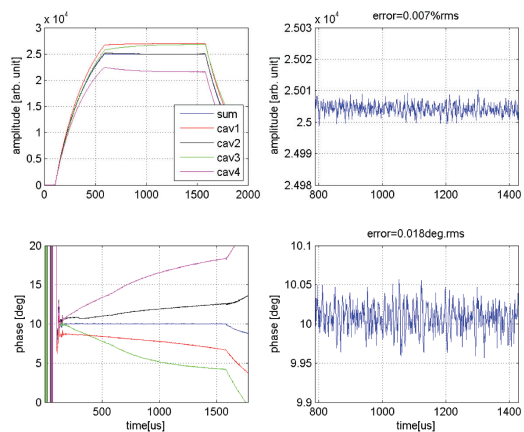 x 10^4
3
2.5
2
1.5
1
0.5
0
amplitude [arb. unit]
0 500 1000 1500 2000
sum
cav1
cav2
cav3
cav4
error=0.007%rms
x 10^4
2.503
2.502
2.501
2.5
2.499
2.498
amplitude [arb. unit]
800 1000 1200 1400
20
15
10
5
0
phase [deg]
500 1000 1500
time[us]
error=0.018deg.rms
10.1
10.05
10
9.95
9.9
phase [deg]
800 1000 1200 1400
time[us]